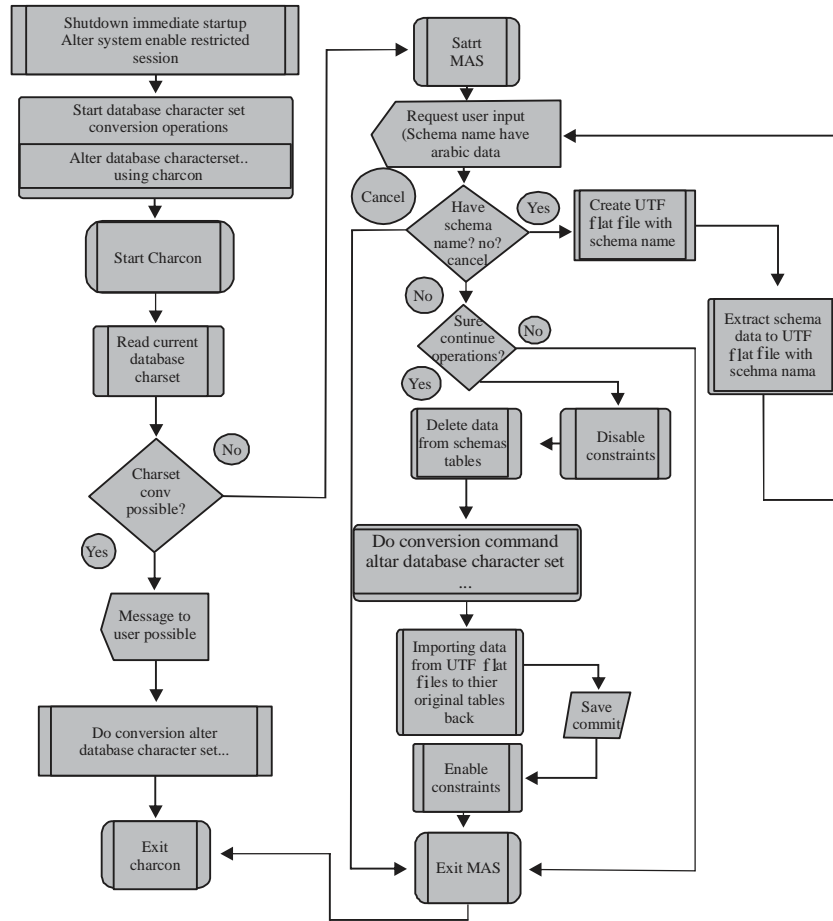 Shutdown immediate startup
Alter system enable restricted
session
Start database character set
conversion operations
Alter database characterset..
using charcon
Start Charcon
Read current
database
charset
No
Charset
conv
possible?
Yes
Message to
user possible
Do conversion alter
database character set...
Exit
charcon
Satrt
MAS
Request user input
(Schema name have
arabic data
Cancel
Have
schema
name? no?
cancel
Yes
Create UTF
flat file with
schema name
Extract schema
data to UTF
flat file with
scehma nama
No
Sure
continue
operations?
No
Yes
Disable
constraints
Delete data
from schemas
tables
Do conversion command
altar database character set
...
Importing data
from UTF flat
files to thier
original tables
back
Save
commit
Enable
constraints
Exit MAS